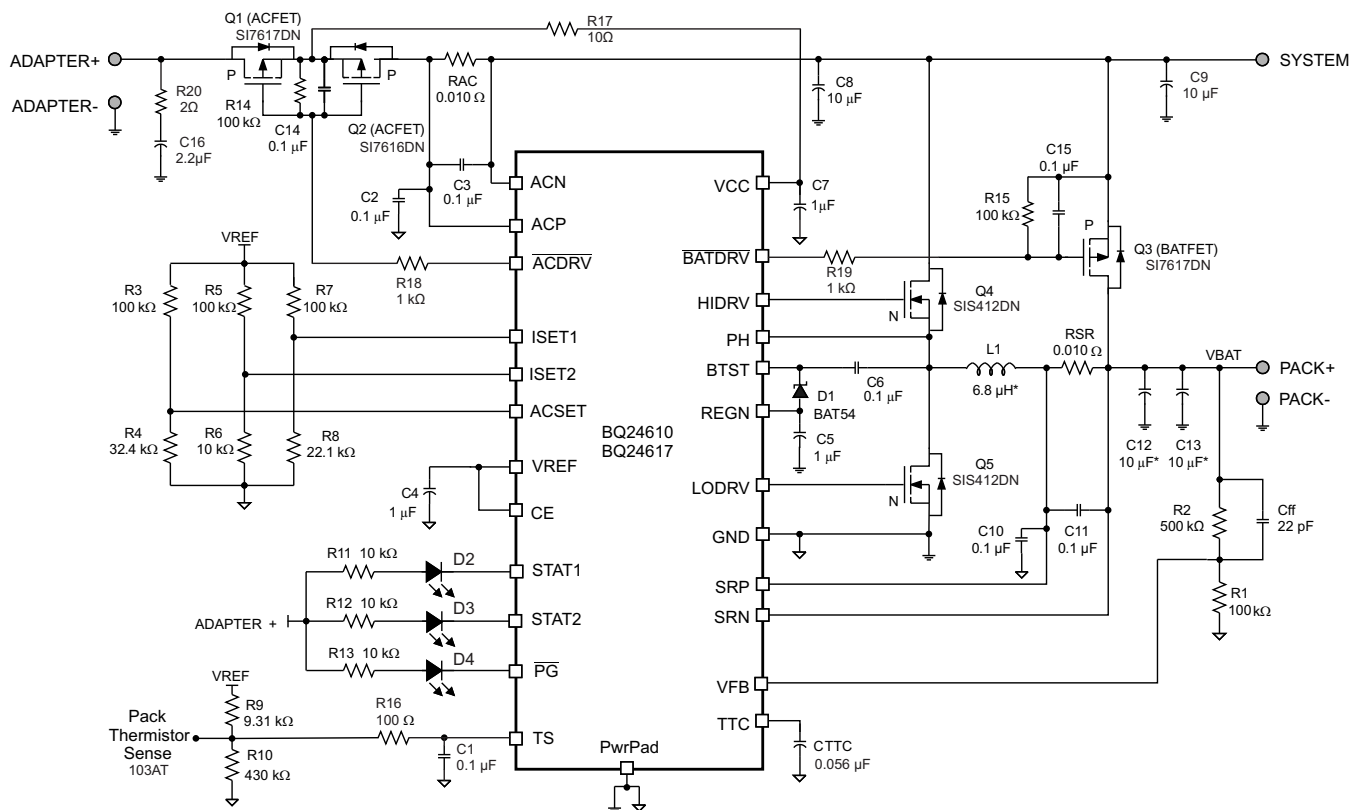 Q1 (ACFET)
SI7617DN
R17
10Ω
ADAPTER+
P
P
RAC
0.010 Ω
SYSTEM
ADAPTER-
R20
2Ω
R14
100 kΩ
C14
0.1 µF
Q2 (ACFET)
SI7616DN
C16
2.2µF
C8
10 µF
C9
10 µF
C3
0.1 µF
C2
0.1 µF
ACN
ACP
ACDRV
R18
1 kΩ
VCC
C7
1µF
C15
0.1 µF
R15
100 kΩ
P
Q3 (BATFET)
SI7617DN
BATDRV
R19
1 kΩ
HIDRV
N
Q4
SIS412DN
PH
VREF
R3
100 kΩ
R5
100 kΩ
R7
100 kΩ
ISET1
ISET2
ACSET
BTST
C6
0.1 µF
L1
6.8 µH*
RSR
0.010 Ω
VBAT
PACK+
PACK-
REGN
D1
BAT54
C5
1 µF
C12
10 µF*
C13
10 µF*
R4
32.4 kΩ
R6
10 kΩ
R8
22.1 kΩ
BQ24610
BQ24617
VREF
C4
1 µF
CE
LODRV
N
Q5
SIS412DN
GND
C10
0.1 µF
C11
0.1 µF
R2
500 kΩ
Cff
22 pF
R11 10 kΩ
D2
STAT1
R12 10 kΩ
D3
STAT2
ADAPTER +
R13 10 kΩ
D4
PG
SRP
SRN
R1
100 kΩ
VREF
R9
9.31 kΩ
Pack
Thermistor
Sense
103AT
R10
430 kΩ
R16
100 Ω
C1
0.1 µF
TS
VFB
TTC
CTTC
0.056 µF
PwrPad